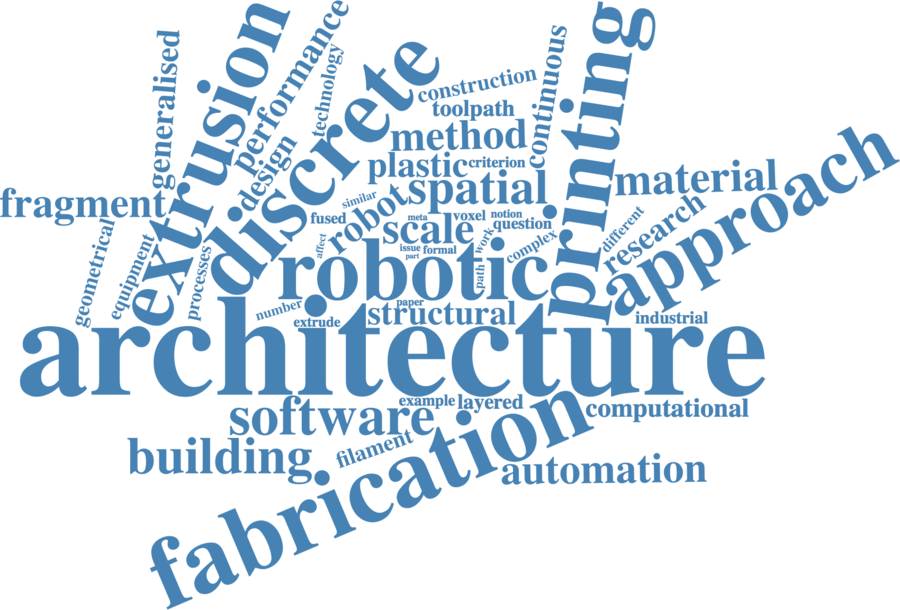 generalised
extrusion
performance
technology
discrete
continuous
printing
construction
toolpath
method
design
plastic
criterion
spatial
material
approach
fragment
robot
similar
fused
meta
voxel
notion
scale
question
different
research
geometrical
equipment
processes
affect
issue
formal
part
work
path
complex
robotic
number
paper
extrude
structural
industrial
architecture
example
layered
computational
software
building
filament
fabrication
automation